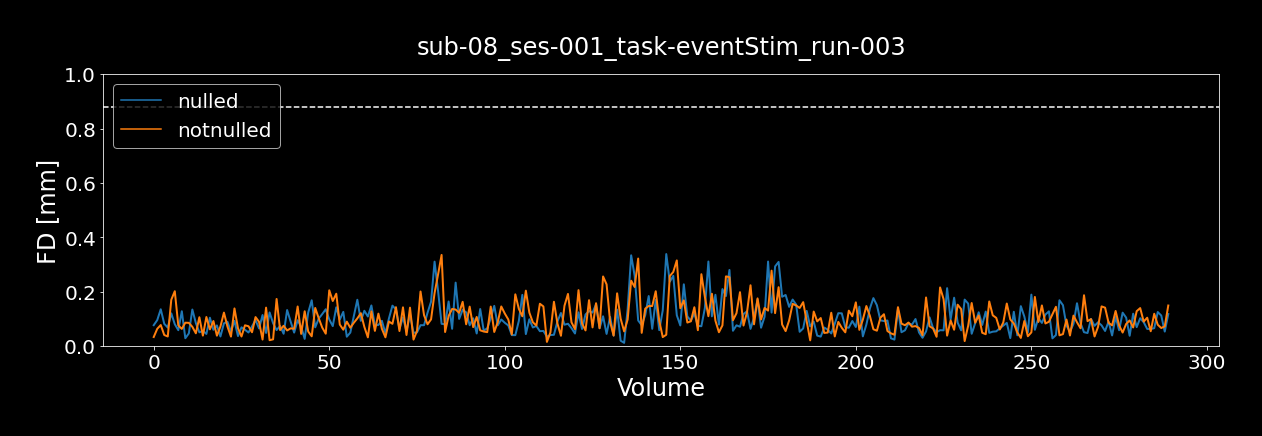 sub-08_ses-001_task-eventStim_run-003
1.0
0.8
0.6
0.4
0.2
0.0
FD [mm]
nulled
notnulled
0 50 100 150 200 250 300
Volume